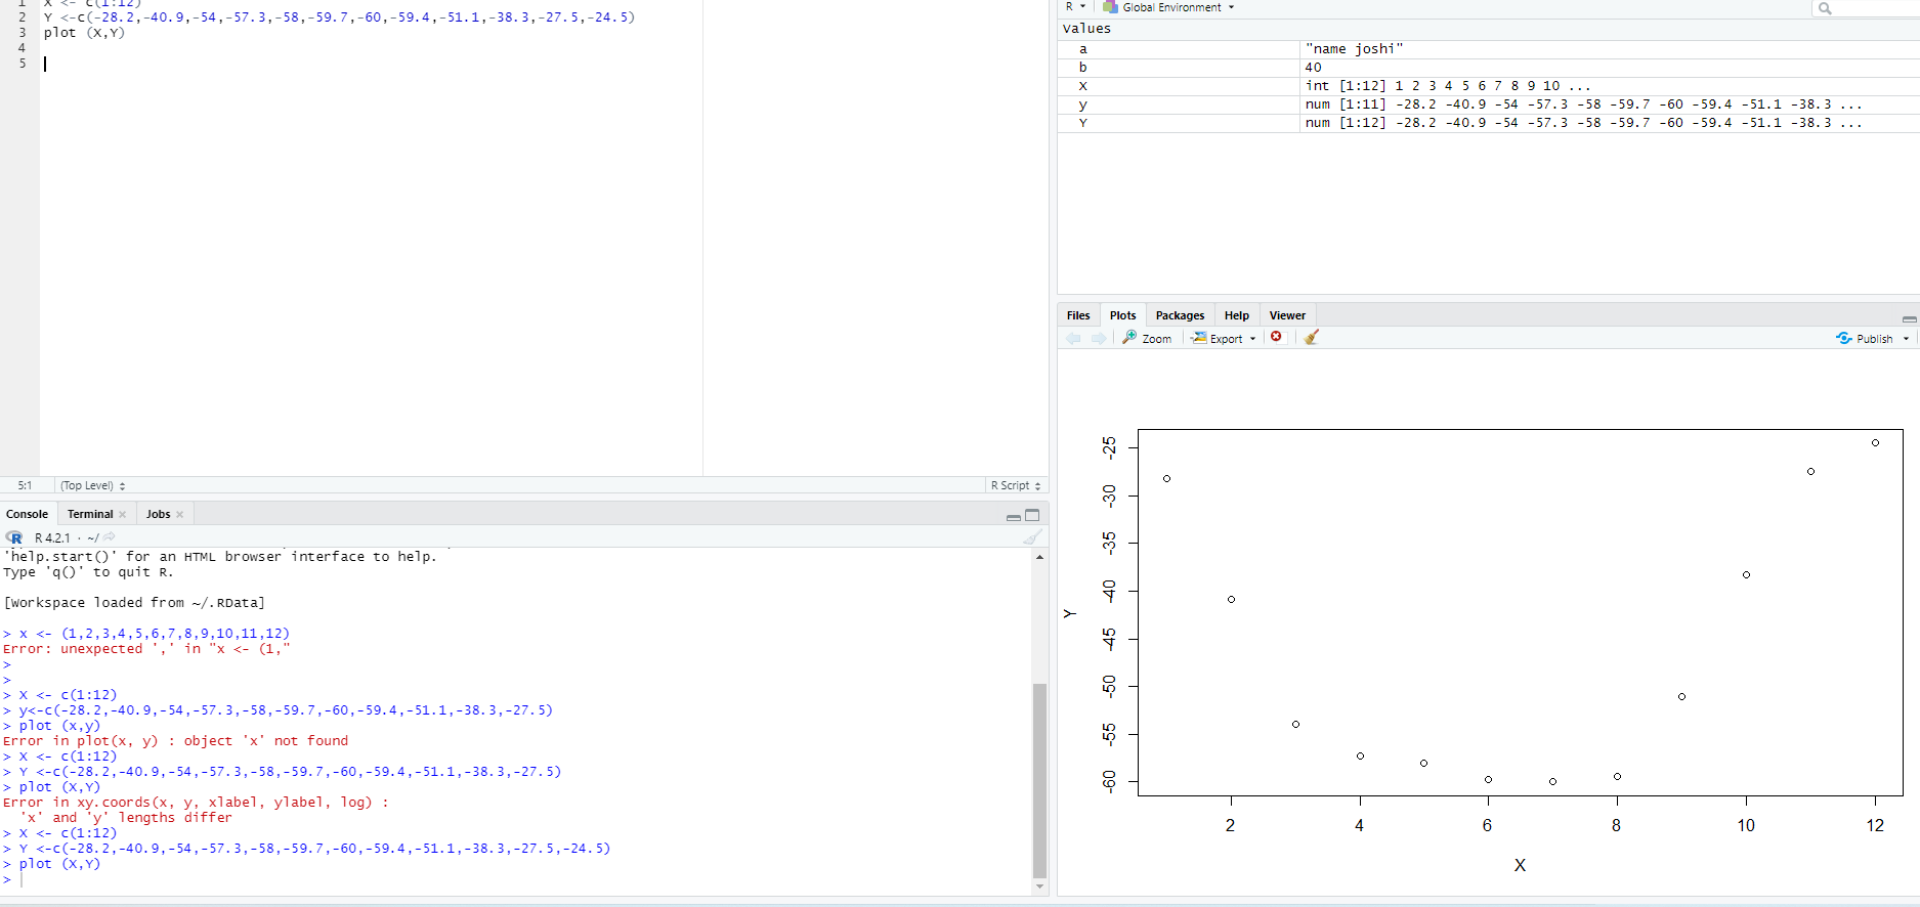 1 X <- c(1:12)
2 Y <-c(-28.2,-40.9,-54,-57.3,-58,-59.7,-60,-59.4,-51.1,-38.3,-27.5,-24.5)
3 plot (X,Y)
4
5
5:1 (Top Level) R Script
Console Terminal Jobs
R 4.2.1 · ~/
'help.start()' for an HTML browser interface to help.
Type 'q()' to quit R.
[Workspace loaded from ~/.RData]
> x <- (1,2,3,4,5,6,7,8,9,10,11,12)
Error: unexpected ',' in "x <- (1,"
>
>
> X <- c(1:12)
> y<-c(-28.2,-40.9,-54,-57.3,-58,-59.7,-60,-59.4,-51.1,-38.3,-27.5)
> plot (x,y)
Error in plot(x, y) : object 'x' not found
> X <- c(1:12)
> Y <-c(-28.2,-40.9,-54,-57.3,-58,-59.7,-60,-59.4,-51.1,-38.3,-27.5)
> plot (X,Y)
Error in xy.coords(x, y, xlabel, ylabel, log) :
'x' and 'y' lengths differ
> X <- c(1:12)
> Y <-c(-28.2,-40.9,-54,-57.3,-58,-59.7,-60,-59.4,-51.1,-38.3,-27.5,-24.5)
> plot (X,Y)
>
R Global Environment
Values
a "name joshi"
b 40
X int [1:12] 1 2 3 4 5 6 7 8 9 10 ...
y num [1:11] -28.2 -40.9 -54 -57.3 -58 -59.7 -60 -59.4 -51.1 -38.3 ...
Y num [1:12] -28.2 -40.9 -54 -57.3 -58 -59.7 -60 -59.4 -51.1 -38.3 ...
Files Plots Packages Help Viewer
Zoom Export Publish
-25
-30
-35
-40
-45
-50
-55
-60
Y
2 4 6 8 10 12
X